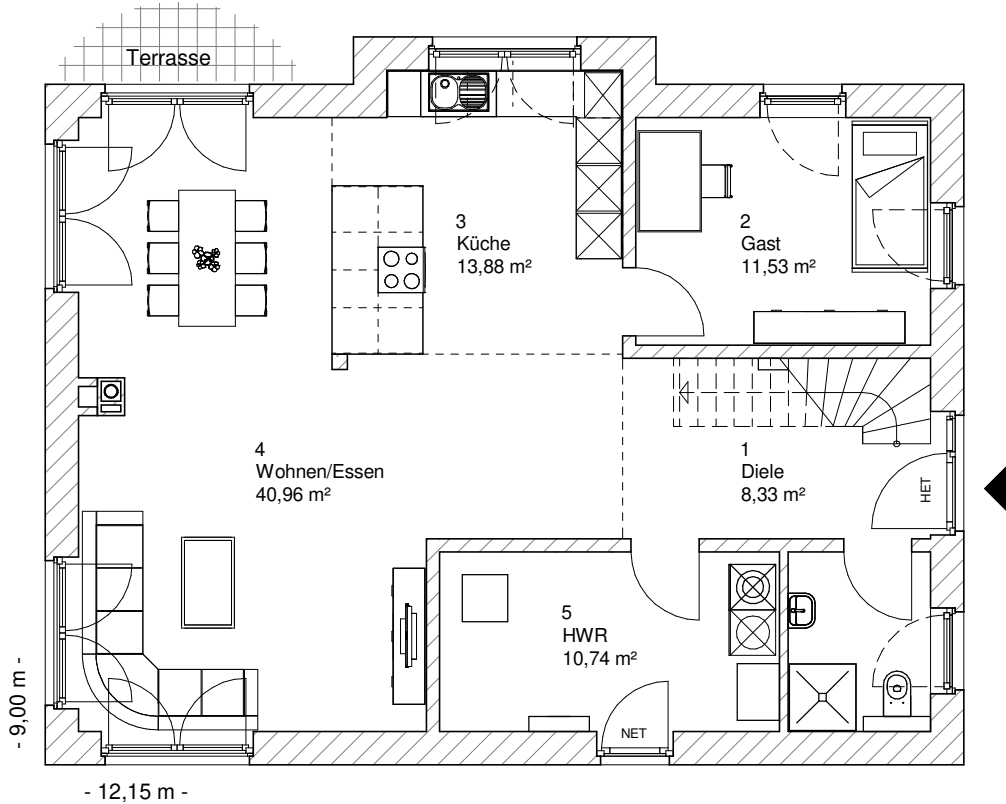 Terrasse
3
Küche
13,88 m²
2
Gast
11,53 m²
4
Wohnen/Essen
40,96 m²
1
Diele
8,33 m²
HET
5
HWR
10,74 m²
NET
- 9,00 m -
- 12,15 m -